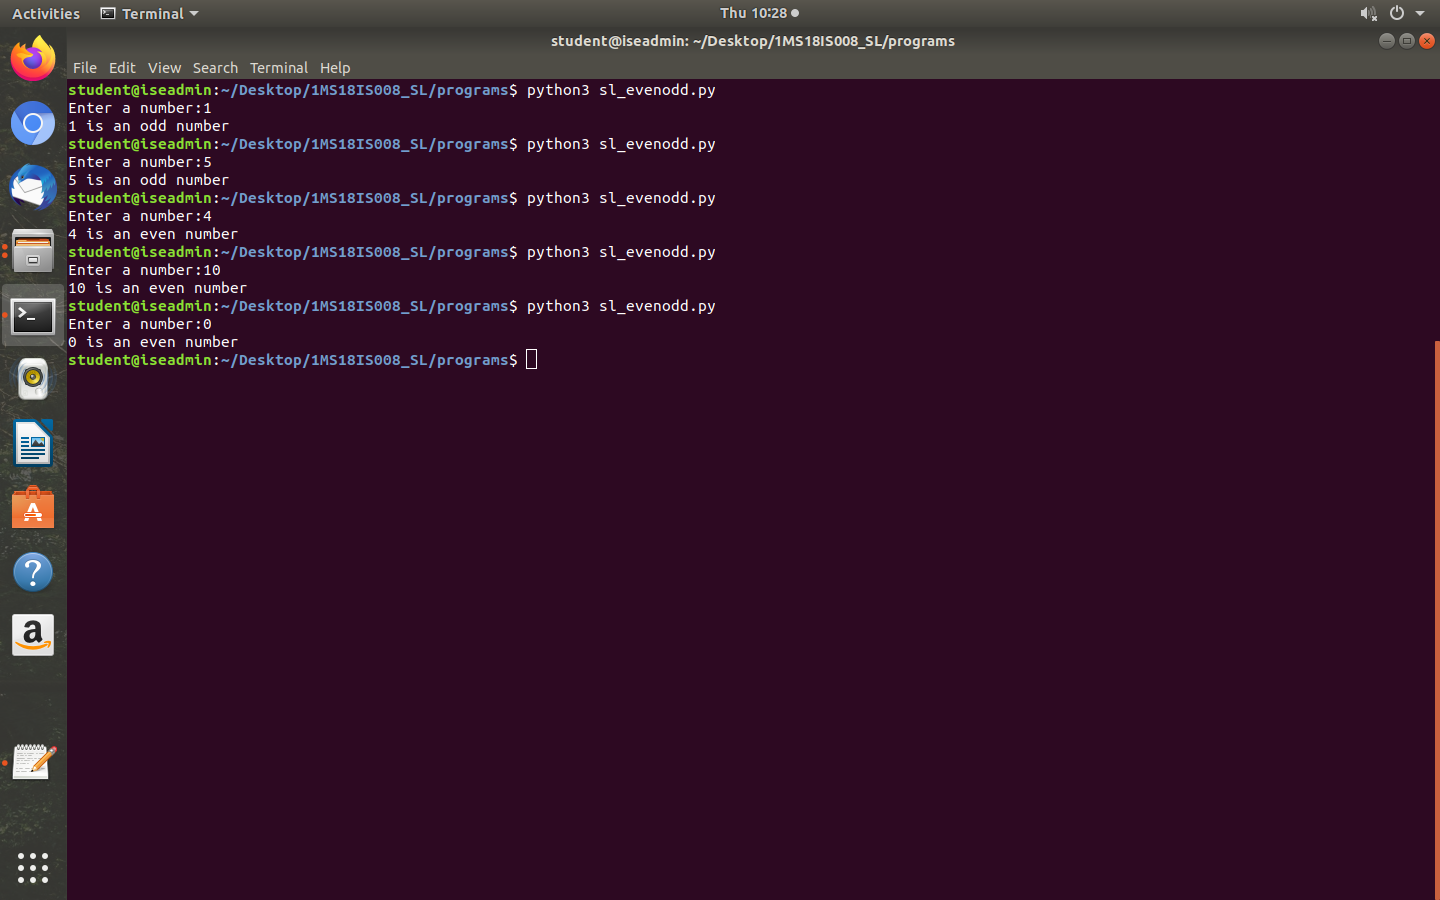 Activities Terminal Thu 10:28
student@iseadmin: ~/Desktop/1MS18IS008_SL/programs
File Edit View Search Terminal Help
student@iseadmin:~/Desktop/1MS18IS008_SL/programs$ python3 sl_evenodd.py
Enter a number:1
1 is an odd number
student@iseadmin:~/Desktop/1MS18IS008_SL/programs$ python3 sl_evenodd.py
Enter a number:5
5 is an odd number
student@iseadmin:~/Desktop/1MS18IS008_SL/programs$ python3 sl_evenodd.py
Enter a number:4
4 is an even number
student@iseadmin:~/Desktop/1MS18IS008_SL/programs$ python3 sl_evenodd.py
Enter a number:10
10 is an even number
student@iseadmin:~/Desktop/1MS18IS008_SL/programs$ python3 sl_evenodd.py
Enter a number:0
0 is an even number
student@iseadmin:~/Desktop/1MS18IS008_SL/programs$